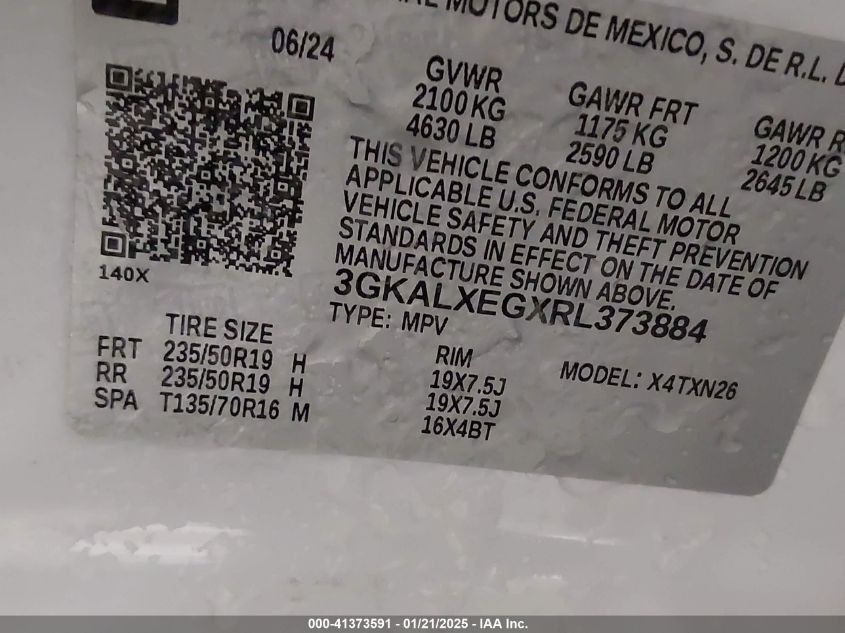 MOTORS DE MEXICO, S. DE R.L.
06/24
GVWR
2100 KG
4630 LB
GAWR FRT
1175 KG
2590 LB
GAWR R
1200 KG
2645 LB
THIS VEHICLE CONFORMS TO ALL
APPLICABLE U.S. FEDERAL MOTOR
VEHICLE SAFETY AND THEFT PREVENTION
STANDARDS IN EFFECT ON THE DATE OF
MANUFACTURE SHOWN ABOVE.
3GKALXEGXRL373884
140X
TYPE: MPV
MODEL: X4TXN26
TIRE SIZE
RIM
FRT 235/50R19 H 19X7.5J
RR 235/50R19 H 19X7.5J
SPA T135/70R16 M 16X4BT
000-41373591 - 01/21/2025 - IAA Inc.